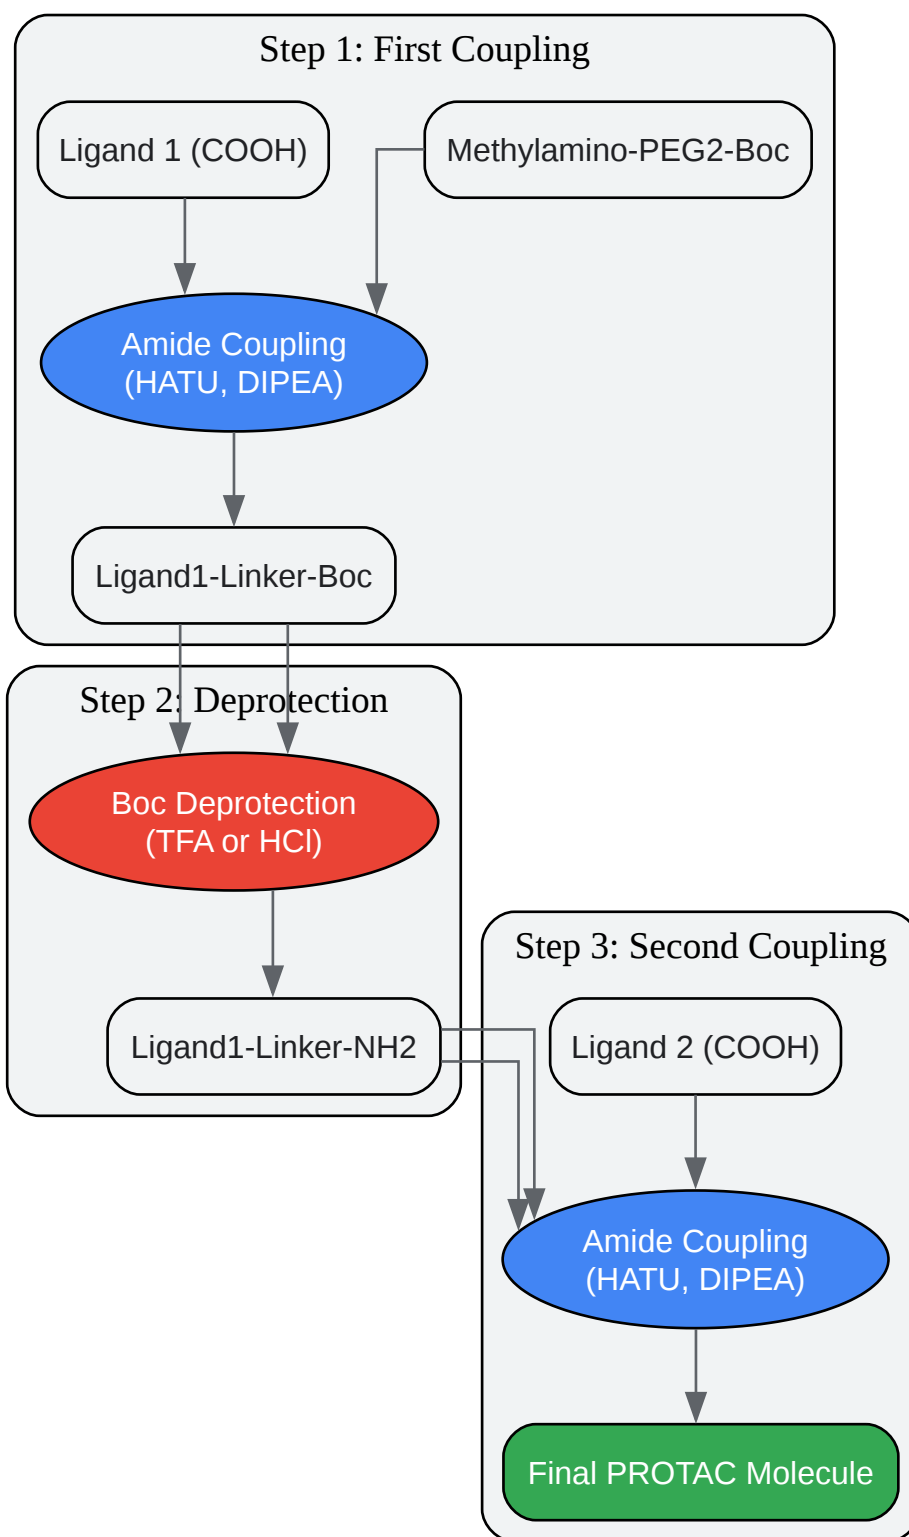 Step 1: First Coupling
Ligand 1 (COOH)
Methylamino-PEG2-Boc
Amide Coupling
(HATU, DIPEA)
Ligand1-Linker-Boc
Step 2: Deprotection
Boc Deprotection
(TFA or HCl)
Ligand1-Linker-NH2
Step 3: Second Coupling
Ligand 2 (COOH)
Amide Coupling
(HATU, DIPEA)
Final PROTAC Molecule